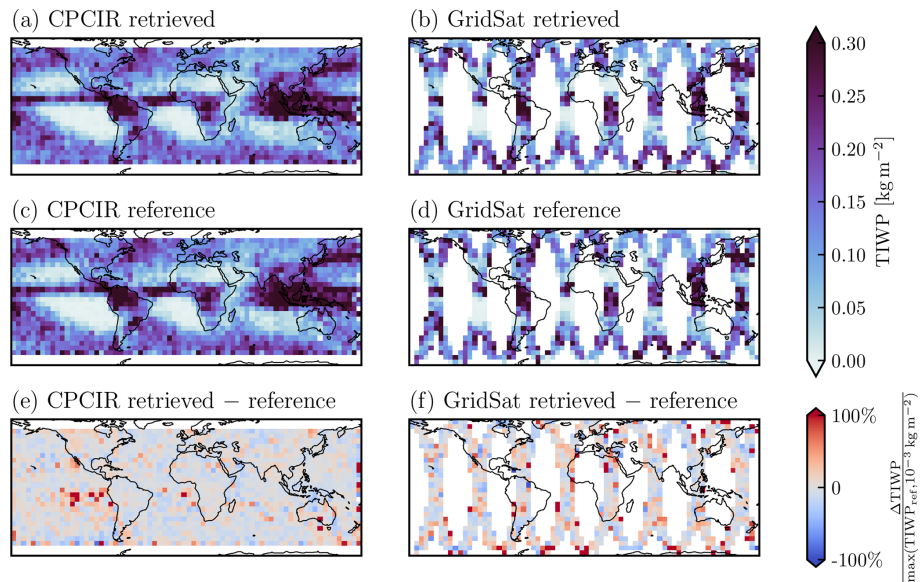 (a) CPCIR retrieved
(b) GridSat retrieved
0.30
0.25
0.20
0.15
0.10
0.05
0.00
TIWP [kg m−2]
(c) CPCIR reference
(d) GridSat reference
(e) CPCIR retrieved − reference
(f) GridSat retrieved − reference
100%
0
-100%
ΔTIWP
max(TIWPref,10−3 kg m−2)